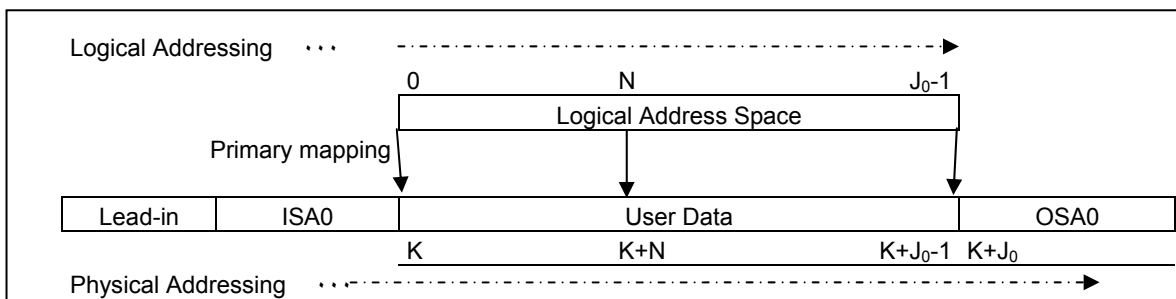 Logical Addressing ...
0 N J₀-1
Logical Address Space
Primary mapping
Lead-in ISA0 User Data OSA0
K K+N K+J₀-1 K+J₀
Physical Addressing ...